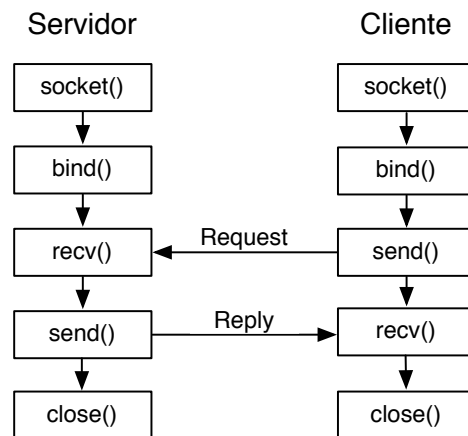 Servidor
Cliente
socket()
socket()
bind()
bind()
recv()
Request
send()
send()
Reply
recv()
close()
close()